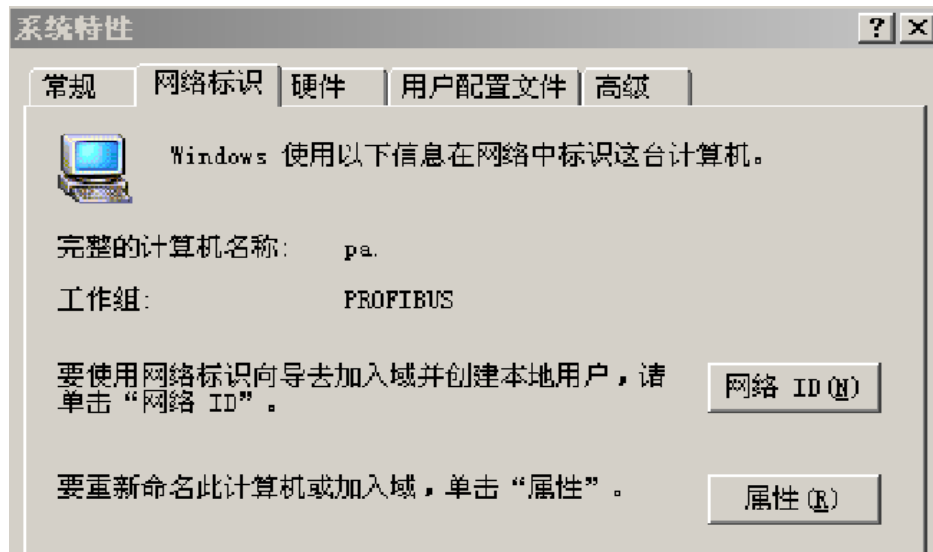 系统特性
常规 网络标识 硬件 用户配置文件 高级
Windows 使用以下信息在网络中标识这台计算机。
完整的计算机名称: pa.
工作组: PROFIBUS
要使用网络标识向导去加入域并创建本地用户，请
单击“网络 ID”。
网络 ID(N)
要重新命名此计算机或加入域，单击“属性”。
属性(R)